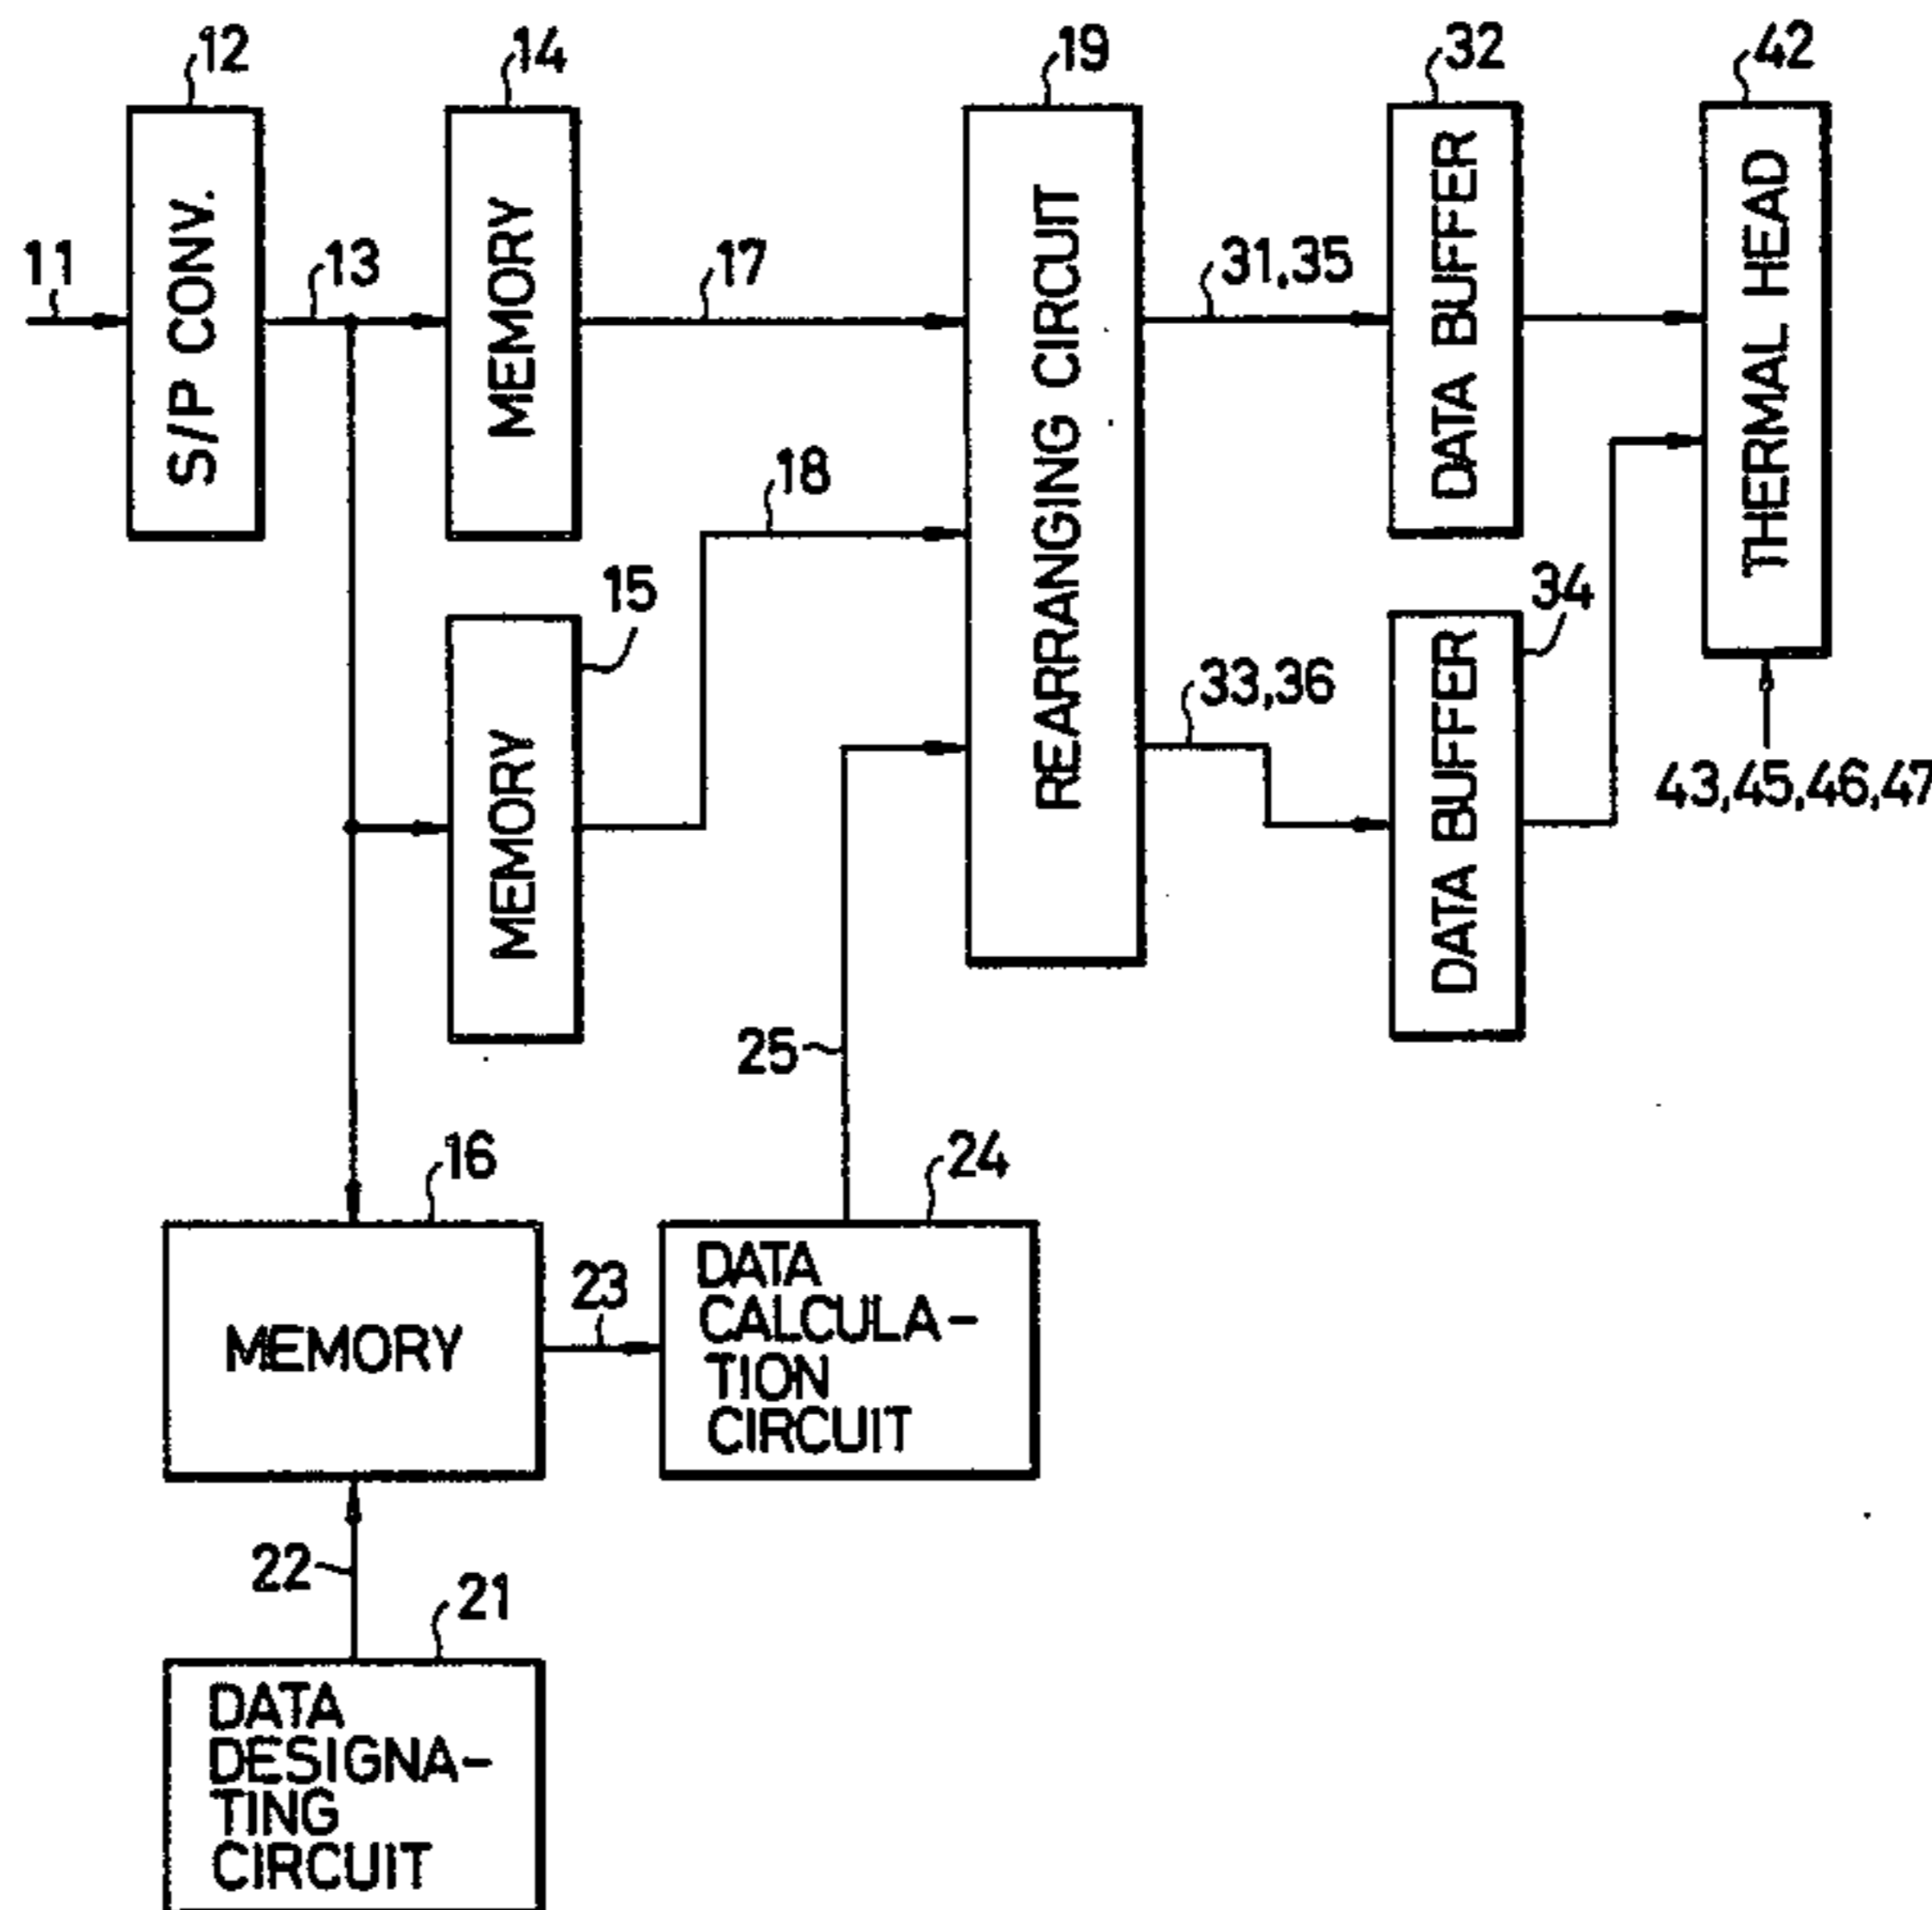 12
14
19
32
42
11
S/P CONV.
13
MEMORY
17
REARRANGING CIRCUIT
31,35
DATA BUFFER
THERMAL HEAD
18
15
MEMORY
34
33,36
DATA BUFFER
43,45,46,47
25
16
24
MEMORY
23
DATA
CALCULA-
TION
CIRCUIT
22
21
DATA
DESIGNA-
TING
CIRCUIT